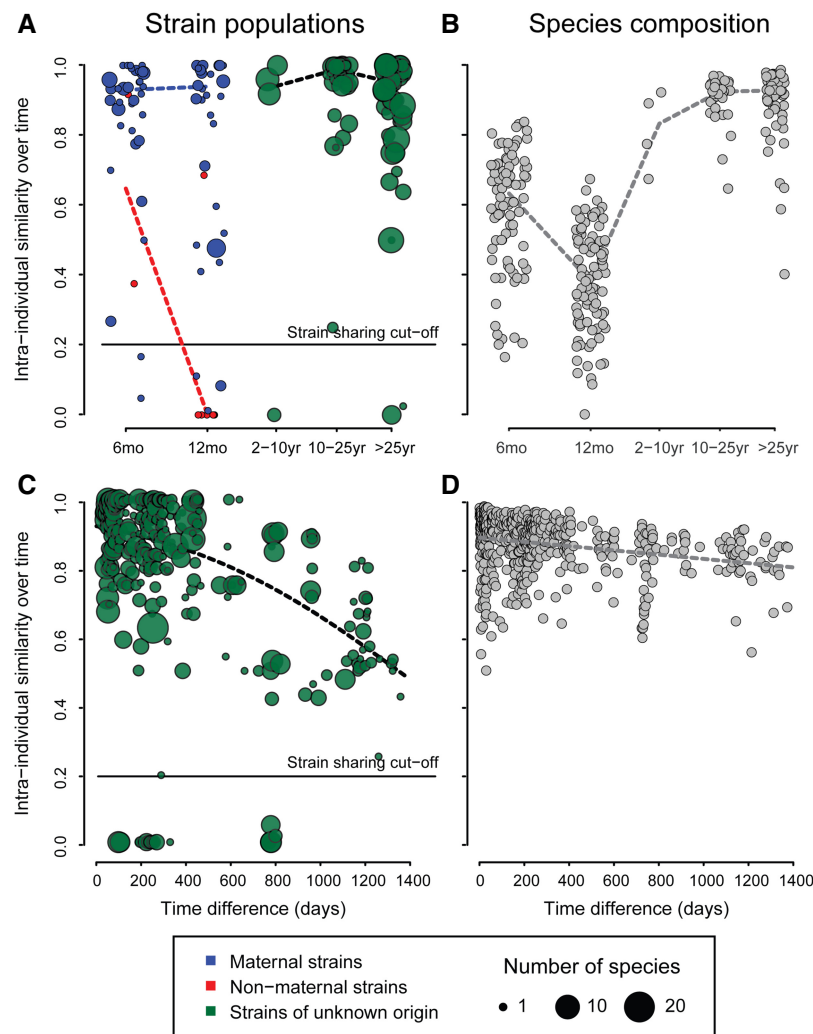 A Strain populations
B Species composition
Intra−individual similarity over time
1.0
0.8
0.6
0.4
0.2
0.0
Strain sharing cut−off
6mo 12mo 2−10yr 10−25yr >25yr
6mo 12mo 2−10yr 10−25yr >25yr
C
D
Intra−individual similarity over time
1.0
0.8
0.6
0.4
0.2
0.0
Strain sharing cut−off
0 200 400 600 800 1000 1200 1400
0 200 400 600 800 1000 1200 1400
Time difference (days)
Time difference (days)
Maternal strains
Non−maternal strains
Strains of unknown origin
Number of species
1 10 20